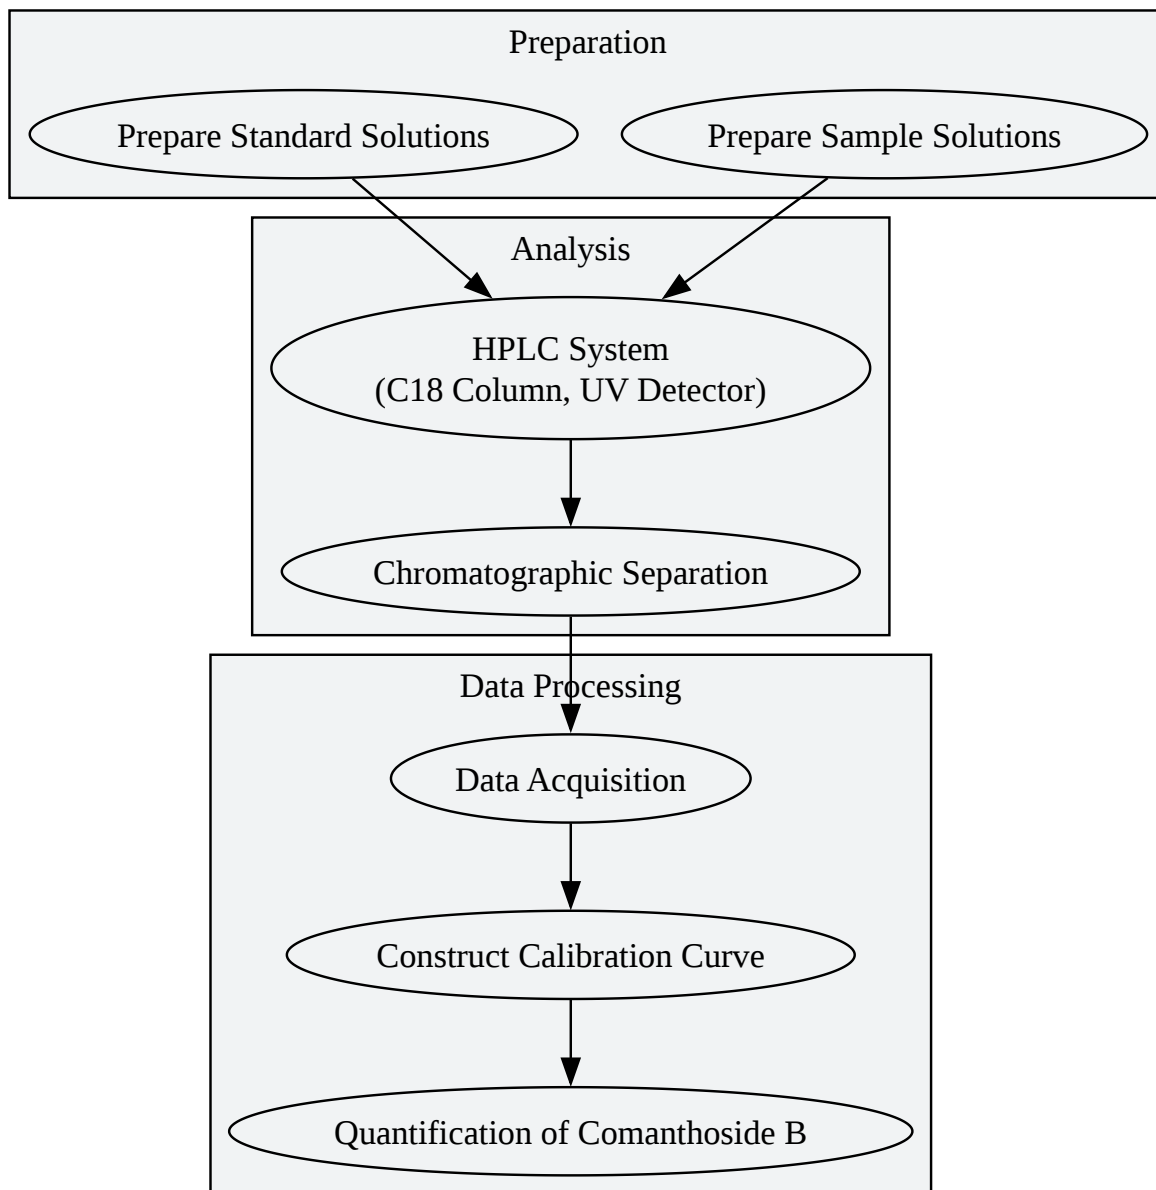 Preparation
Prepare Standard Solutions
Prepare Sample Solutions
Analysis
HPLC System
(C18 Column, UV Detector)
Chromatographic Separation
Data Processing
Data Acquisition
Construct Calibration Curve
Quantification of Comanthoside B